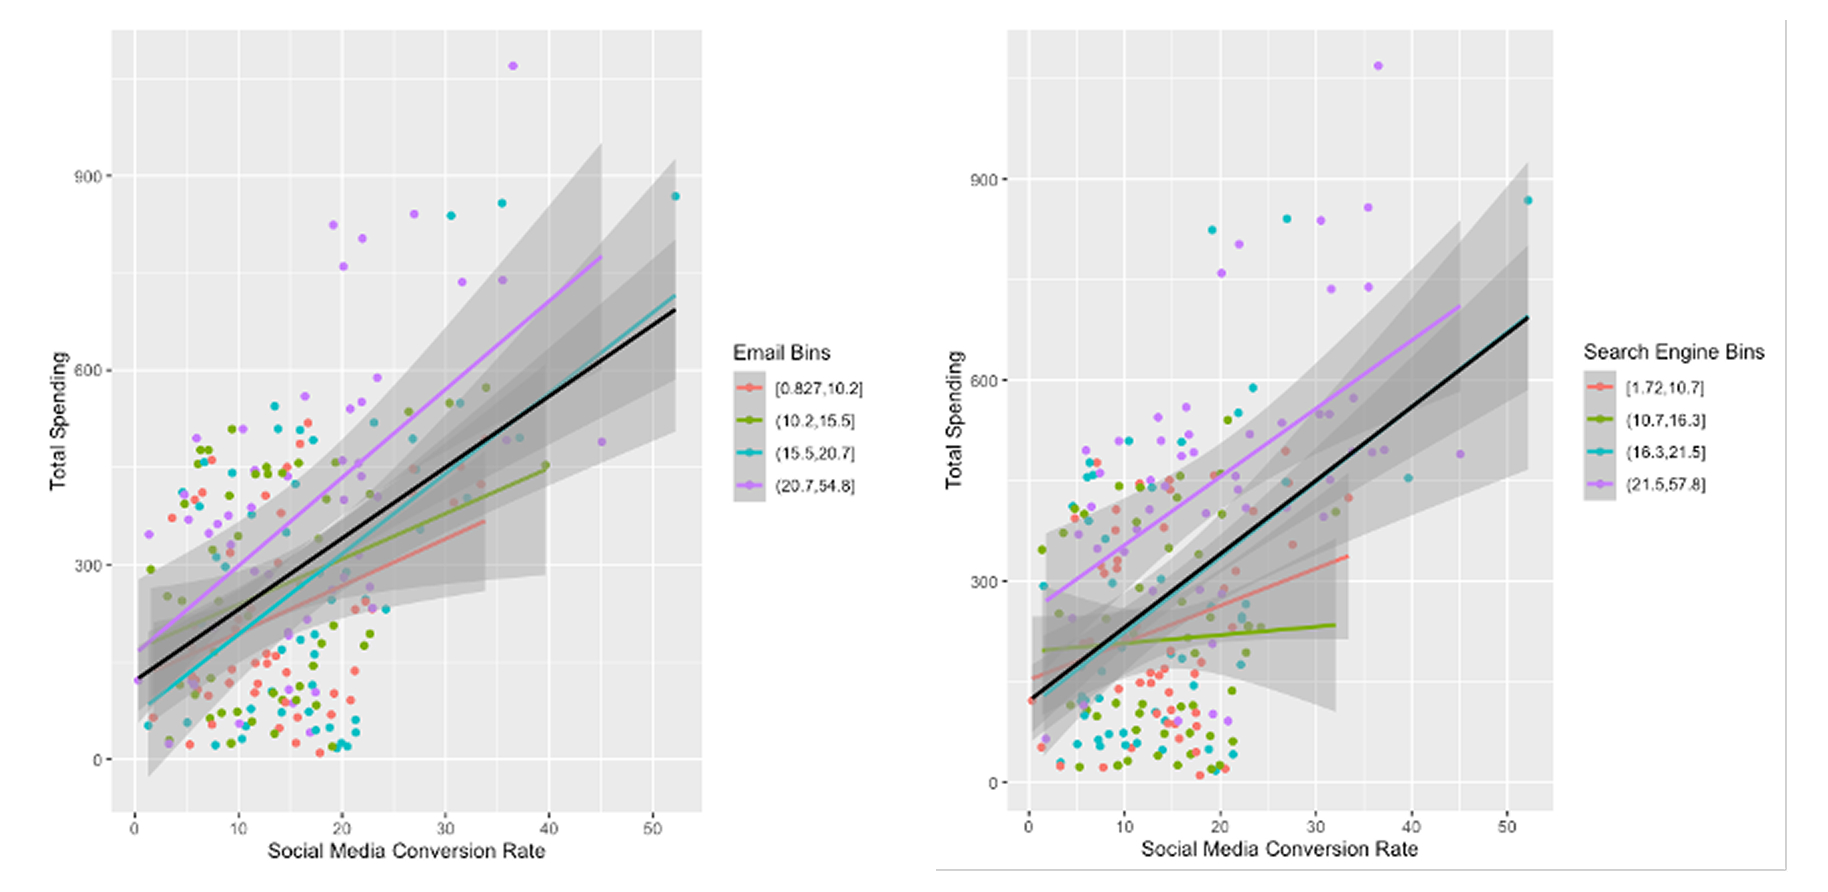 900
600
300
0
Total Spending
0 10 20 30 40 50
Social Media Conversion Rate
Email Bins
[0.827,10.2]
(10.2,15.5]
(15.5,20.7]
(20.7,54.8]
900
600
300
0
Total Spending
0 10 20 30 40 50
Social Media Conversion Rate
Search Engine Bins
[1.72,10.7]
(10.7,16.3]
(16.3,21.5]
(21.5,57.8]